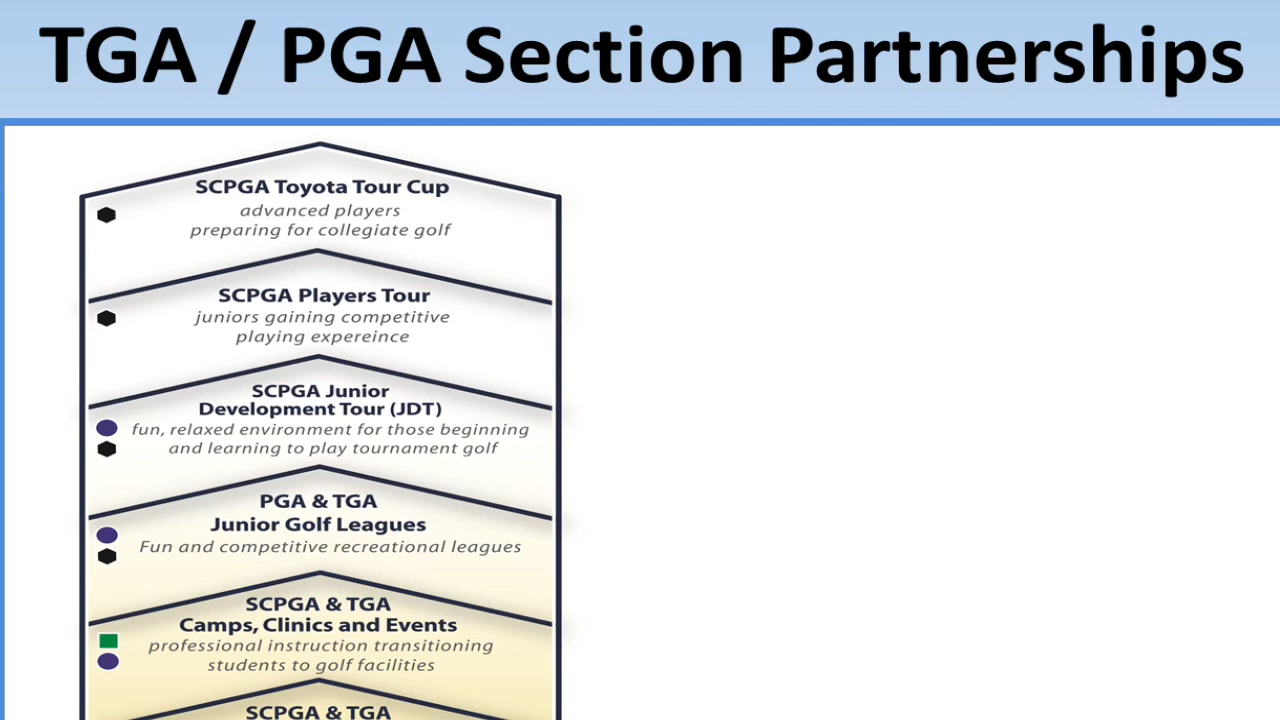 TGA / PGA Section Partnerships
SCPGA Toyota Tour Cup
advanced players
preparing for collegiate golf
SCPGA Players Tour
juniors gaining competitive
playing expereince
SCPGA Junior
Development Tour (JDT)
fun, relaxed environment for those beginning
and learning to play tournament golf
PGA & TGA
Junior Golf Leagues
Fun and competitive recreational leagues
SCPGA & TGA
Camps, Clinics and Events
professional instruction transitioning
students to golf facilities
SCPGA & TGA